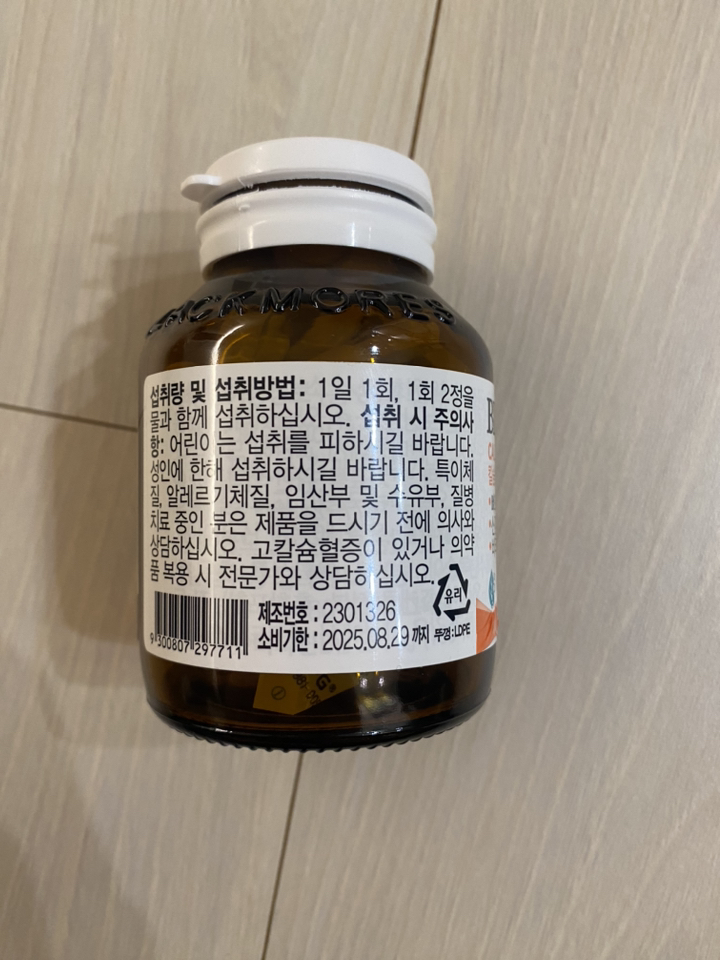 BLACKMORES
섭취량 및 섭취방법: 1일 1회, 1회 2정을
물과 함께 섭취하십시오. 섭취 시 주의사
항: 어린이는 섭취를 피하시길 바랍니다.
성인에 한해 섭취하시길 바랍니다. 특이체
질, 알레르기체질, 임산부 및 수유부, 질병
치료 중인 분은 제품을 드시기 전에 의사와
상담하십시오. 고칼슘혈증이 있거나 의약
품 복용 시 전문가와 상담하십시오.
유리
뚜껑:LDPE
제조번호 : 2301326
소비기한 : 2025.08.29 까지
9 300807 297711